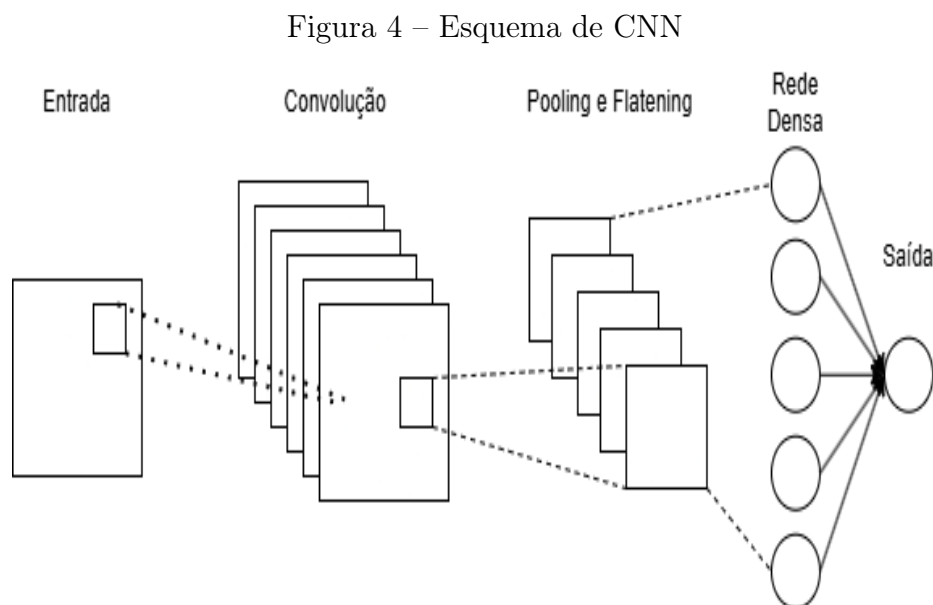 Figura 4 – Esquema de CNN
Entrada
Convolução
Pooling e Flatening
Rede
Densa
Saída